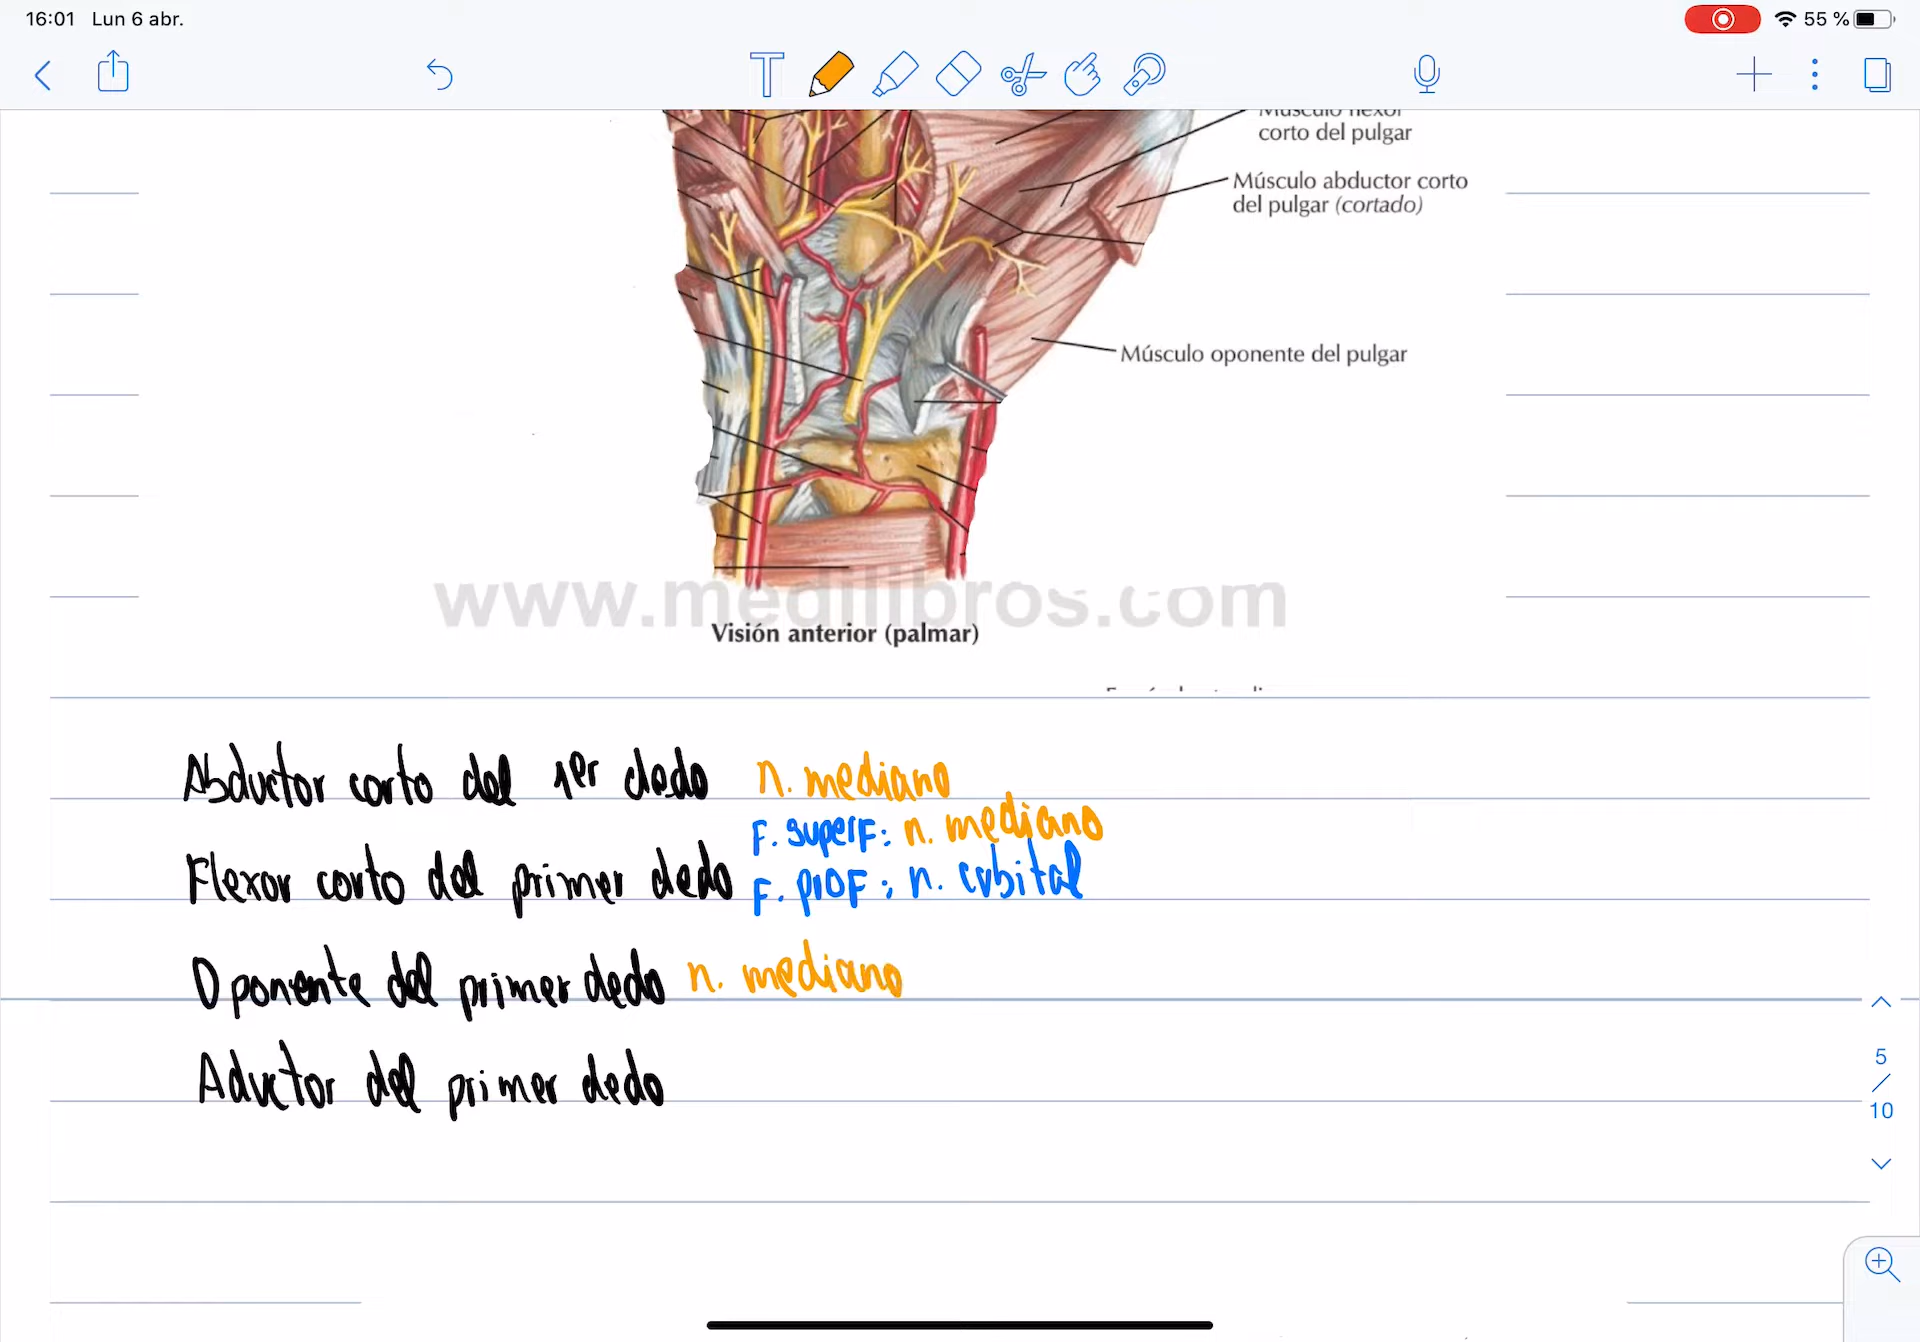 16:01 Lun 6 abr.
55 %
corto del pulgar
Músculo abductor corto
del pulgar (cortado)
Músculo oponente del pulgar
www.medilibros.com
Visión anterior (palmar)
Abductor corto del 1er dedo n. mediano
F. superF: n. mediano
Flexor corto del primer dedo F. proF: n. cubital
Oponente del primer dedo n. mediano
Aductor del primer dedo
5
/
10